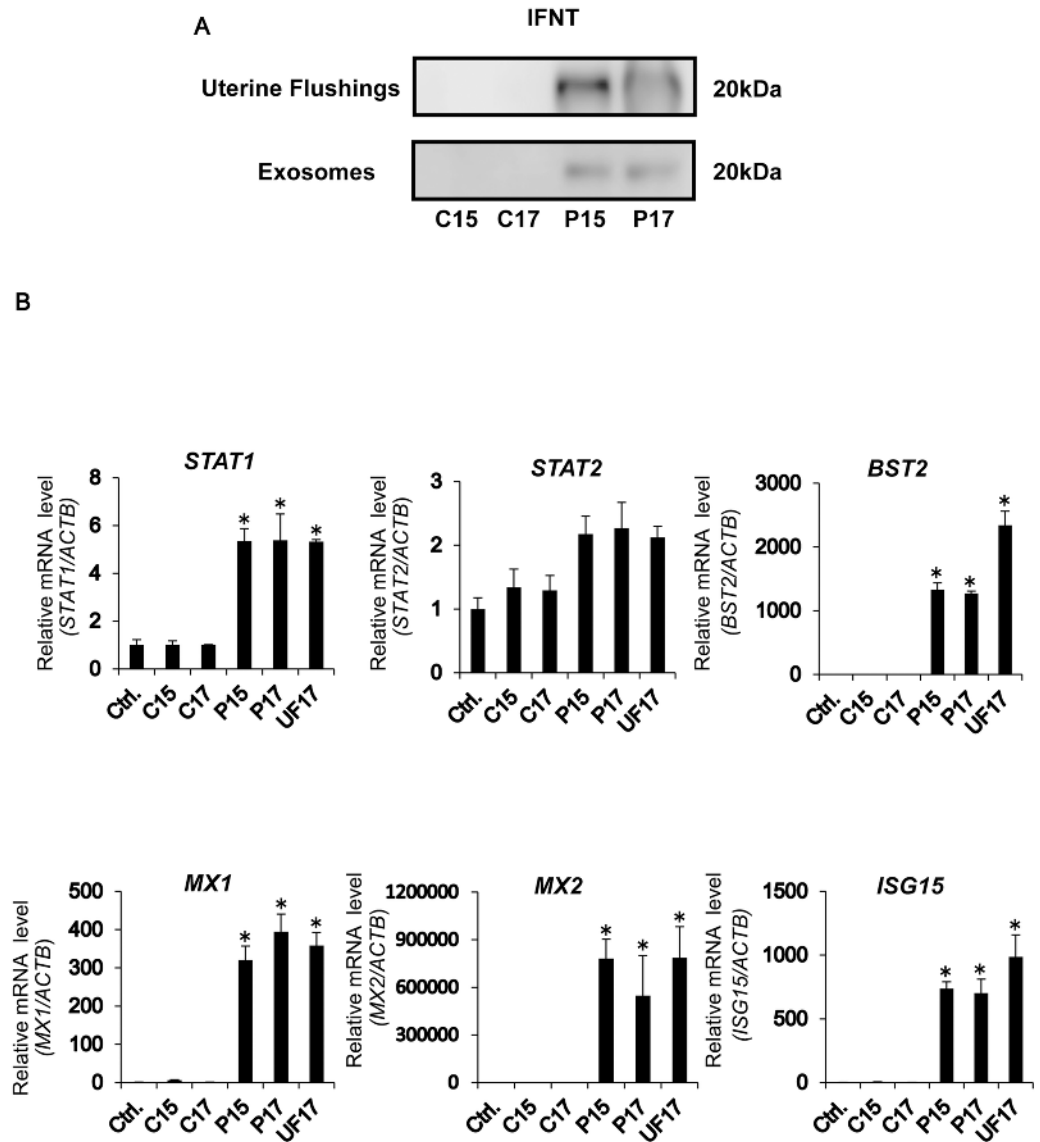 A
IFNT
Uterine Flushings
20kDa
Exosomes
20kDa
C15 C17 P15 P17
B
STAT1
Relative mRNA level
(STAT1/ACTB)
8
6
4
2
0
* * *
Ctrl. C15 C17 P15 P17 UF17
STAT2
Relative mRNA level
(STAT2/ACTB)
3
2
1
0
Ctrl. C15 C17 P15 P17 UF17
BST2
Relative mRNA level
(BST2/ACTB)
3000
2000
1000
0
* * *
Ctrl. C15 C17 P15 P17 UF17
MX1
Relative mRNA level
(MX1/ACTB)
500
400
300
200
100
0
* * *
Ctrl. C15 C17 P15 P17 UF17
MX2
Relative mRNA level
(MX2/ACTB)
1200000
900000
600000
300000
0
* * *
Ctrl. C15 C17 P15 P17 UF17
ISG15
Relative mRNA level
(ISG15/ACTB)
1500
1000
500
0
* * *
Ctrl. C15 C17 P15 P17 UF17